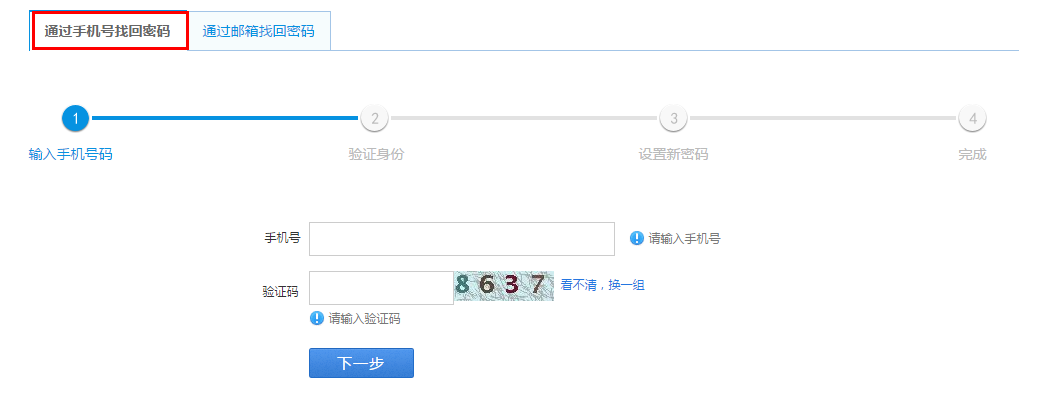 通过手机号找回密码 通过邮箱找回密码
1 2 3 4
输入手机号码 验证身份 设置新密码 完成
手机号 请输入手机号
验证码 8637 看不清，换一组
请输入验证码
下一步